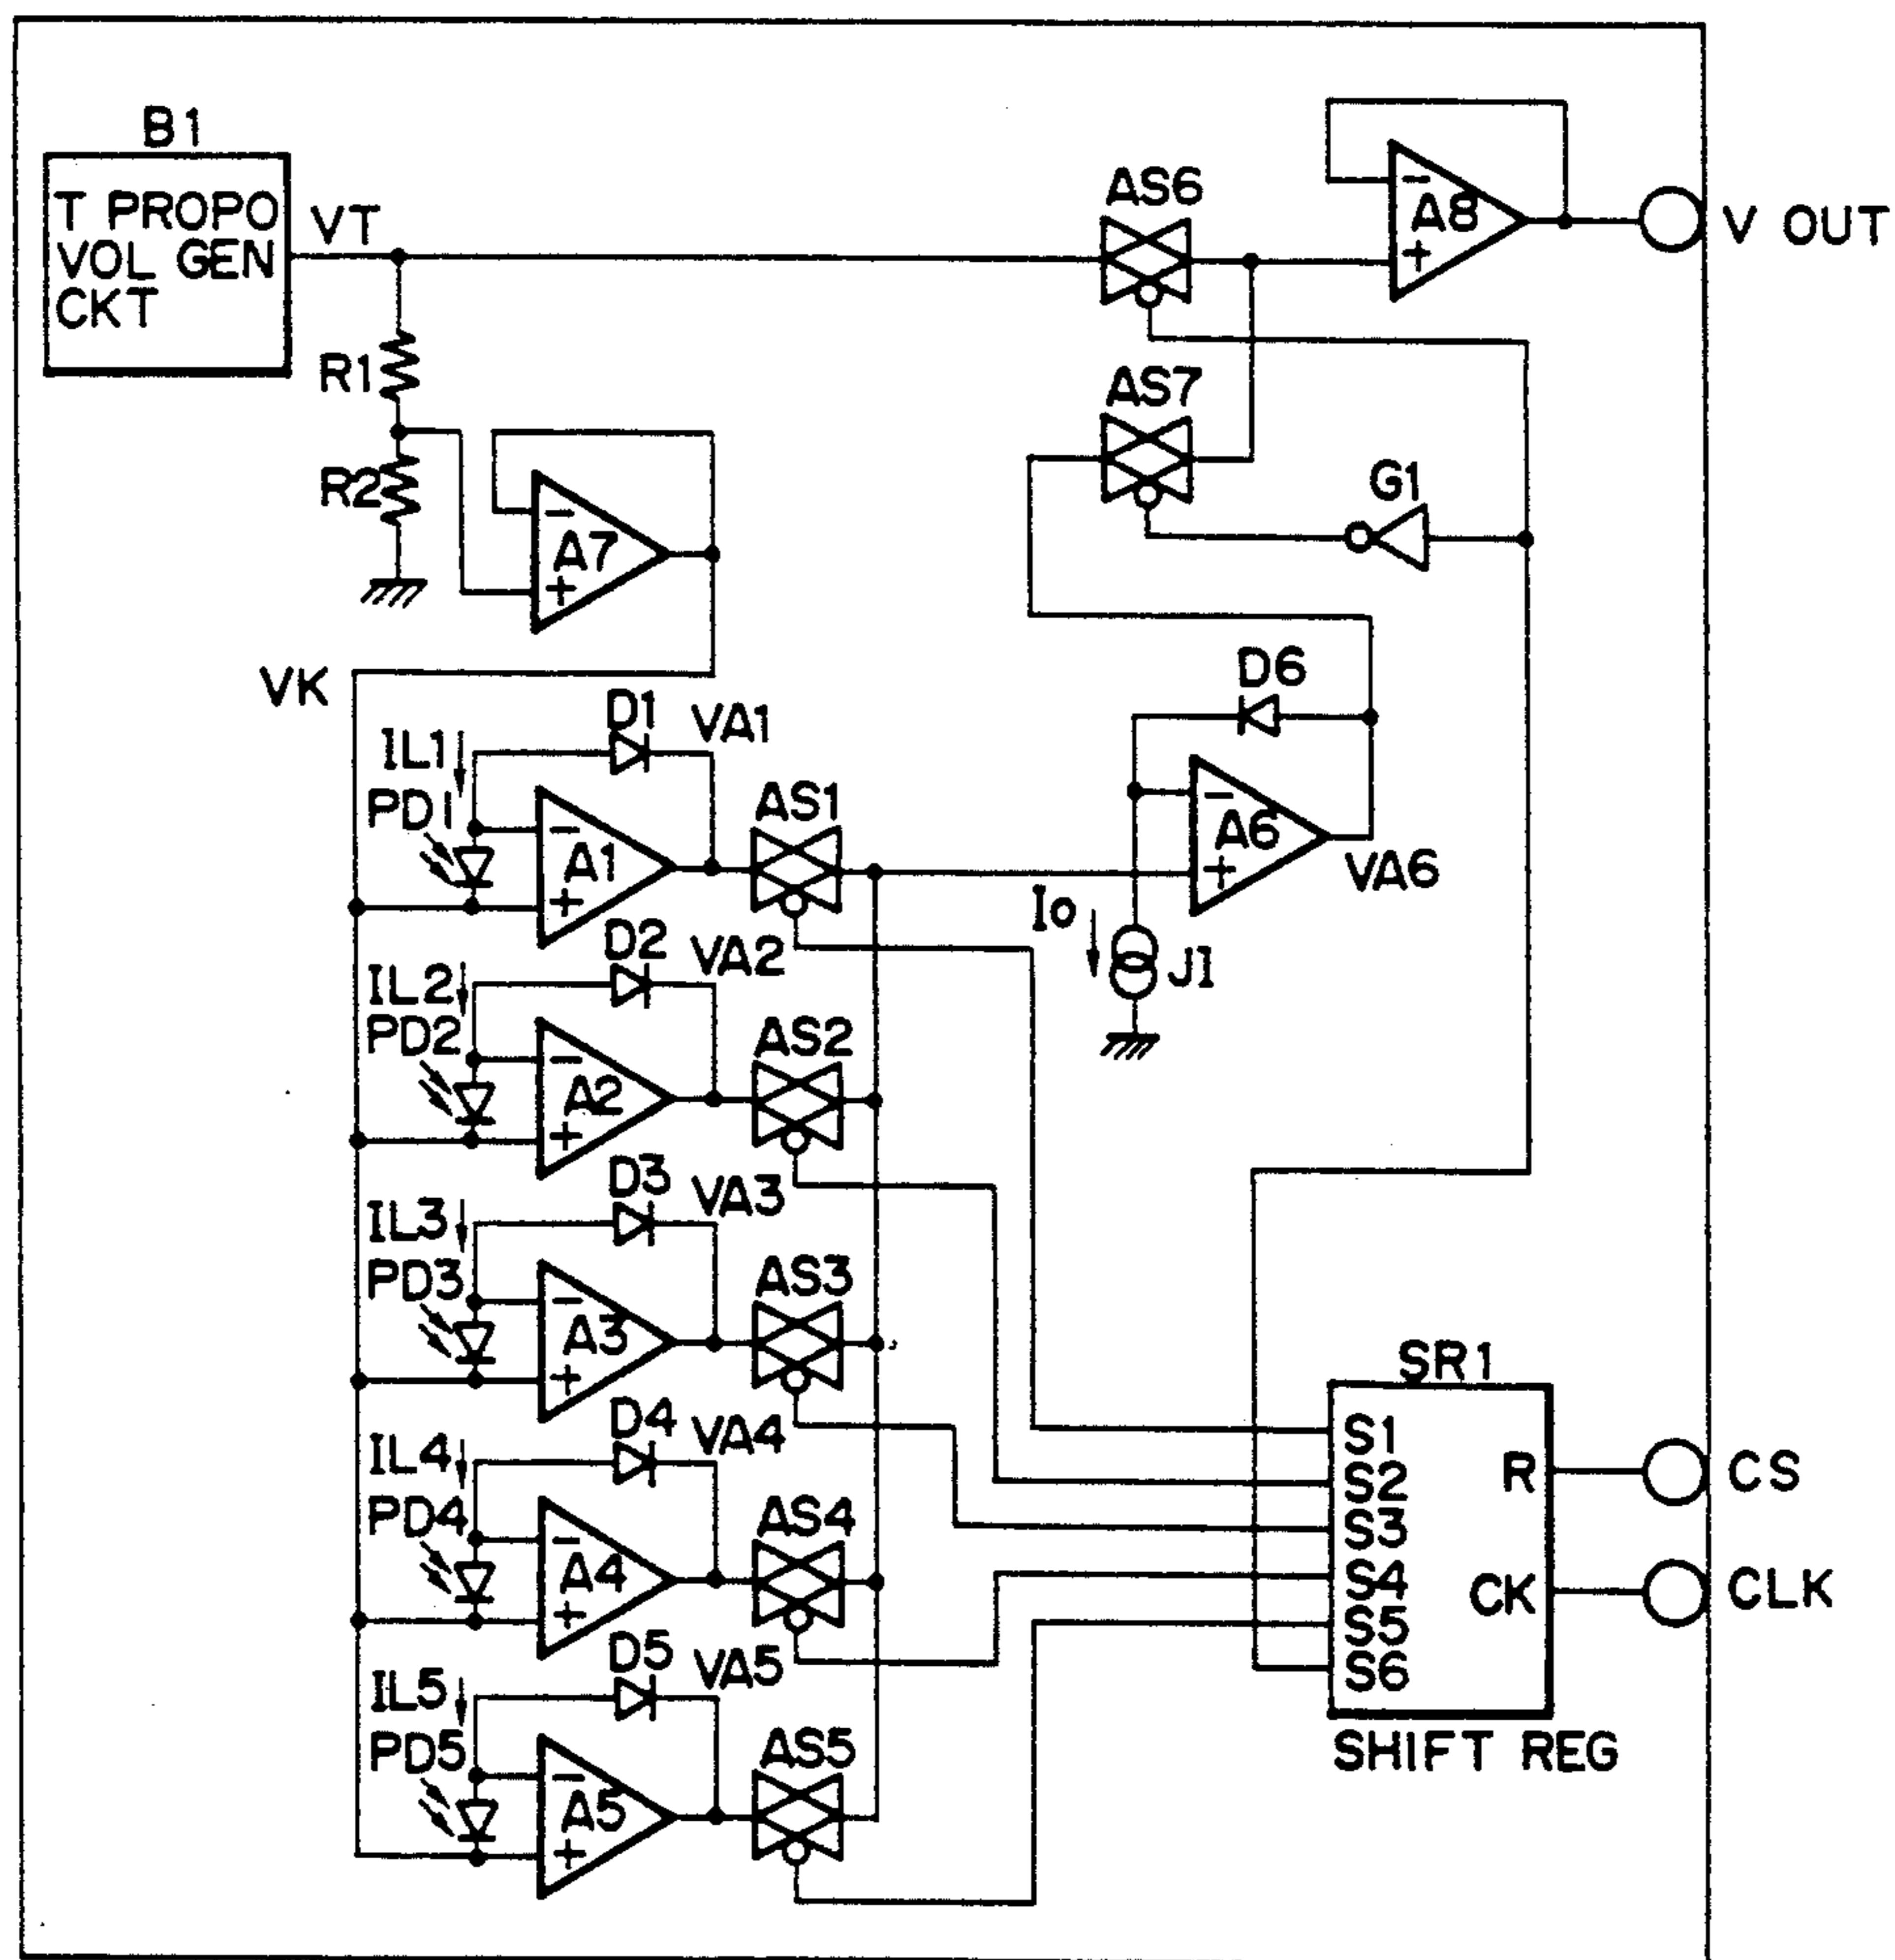 B1
T PROPO
VOL GEN
CKT
VT
AS6
A8
−
+
V OUT
R1
AS7
R2
G1
A7
−
+
VK
D6
D1
VA1
IL1
PD1
AS1
A1
−
+
A6
−
+
VA6
Io
J1
D2
VA2
IL2
PD2
AS2
A2
−
+
D3
VA3
IL3
PD3
AS3
A3
−
+
SR1
D4
VA4
S1
IL4
R
CS
S2
PD4
AS4
S3
A4
−
+
S4
CK
CLK
S5
D5
VA5
S6
IL5
PD5
AS5
SHIFT REG
A5
−
+